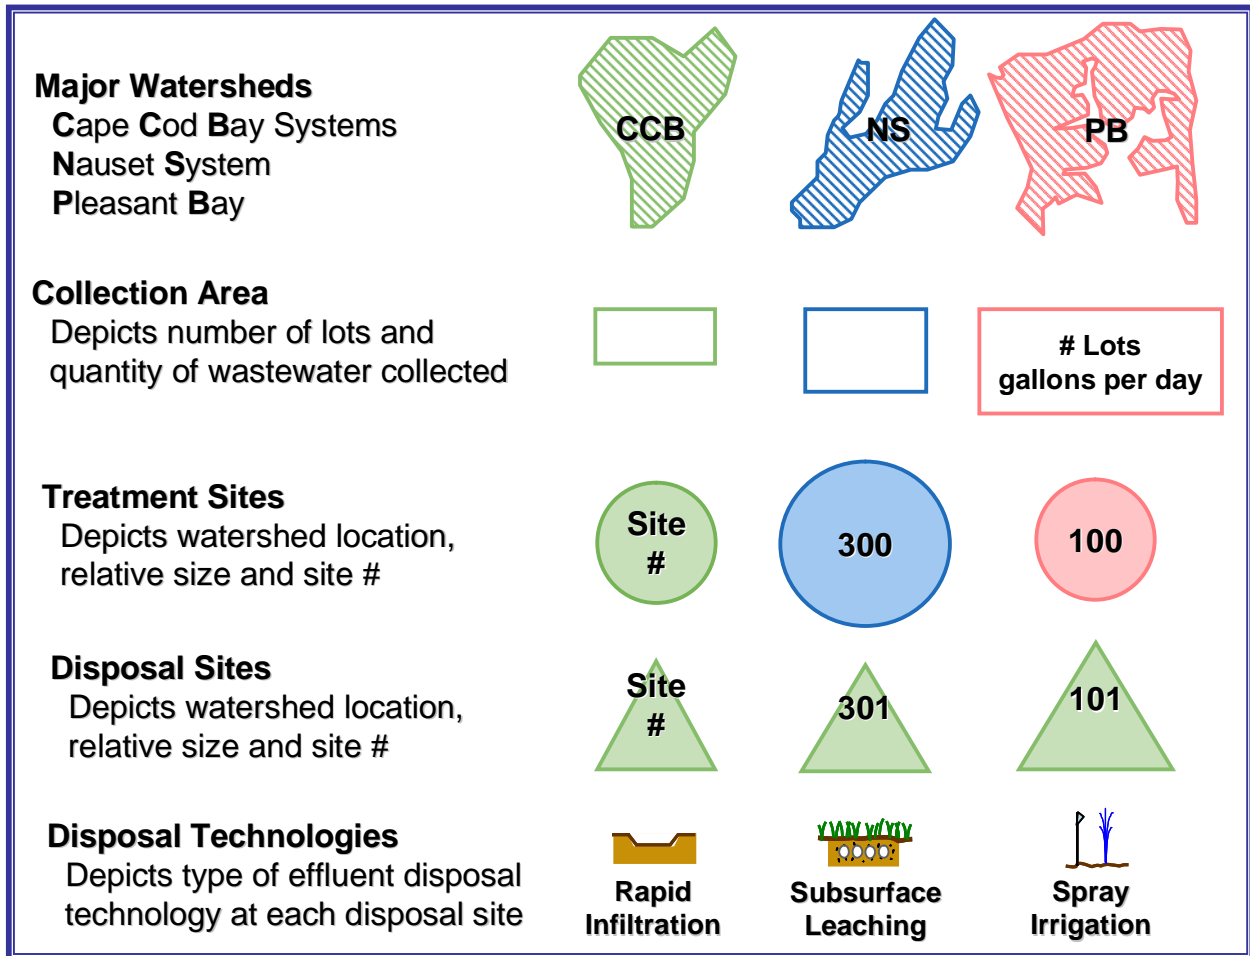 Major Watersheds
Cape Cod Bay Systems
Nauset System
Pleasant Bay
CCB
NS
PB
Collection Area
Depicts number of lots and
quantity of wastewater collected
# Lots
gallons per day
Treatment Sites
Depicts watershed location,
relative size and site #
Site
#
300
100
Disposal Sites
Depicts watershed location,
relative size and site #
Site
#
301
101
Disposal Technologies
Depicts type of effluent disposal
technology at each disposal site
Rapid
Infiltration
Subsurface
Leaching
Spray
Irrigation